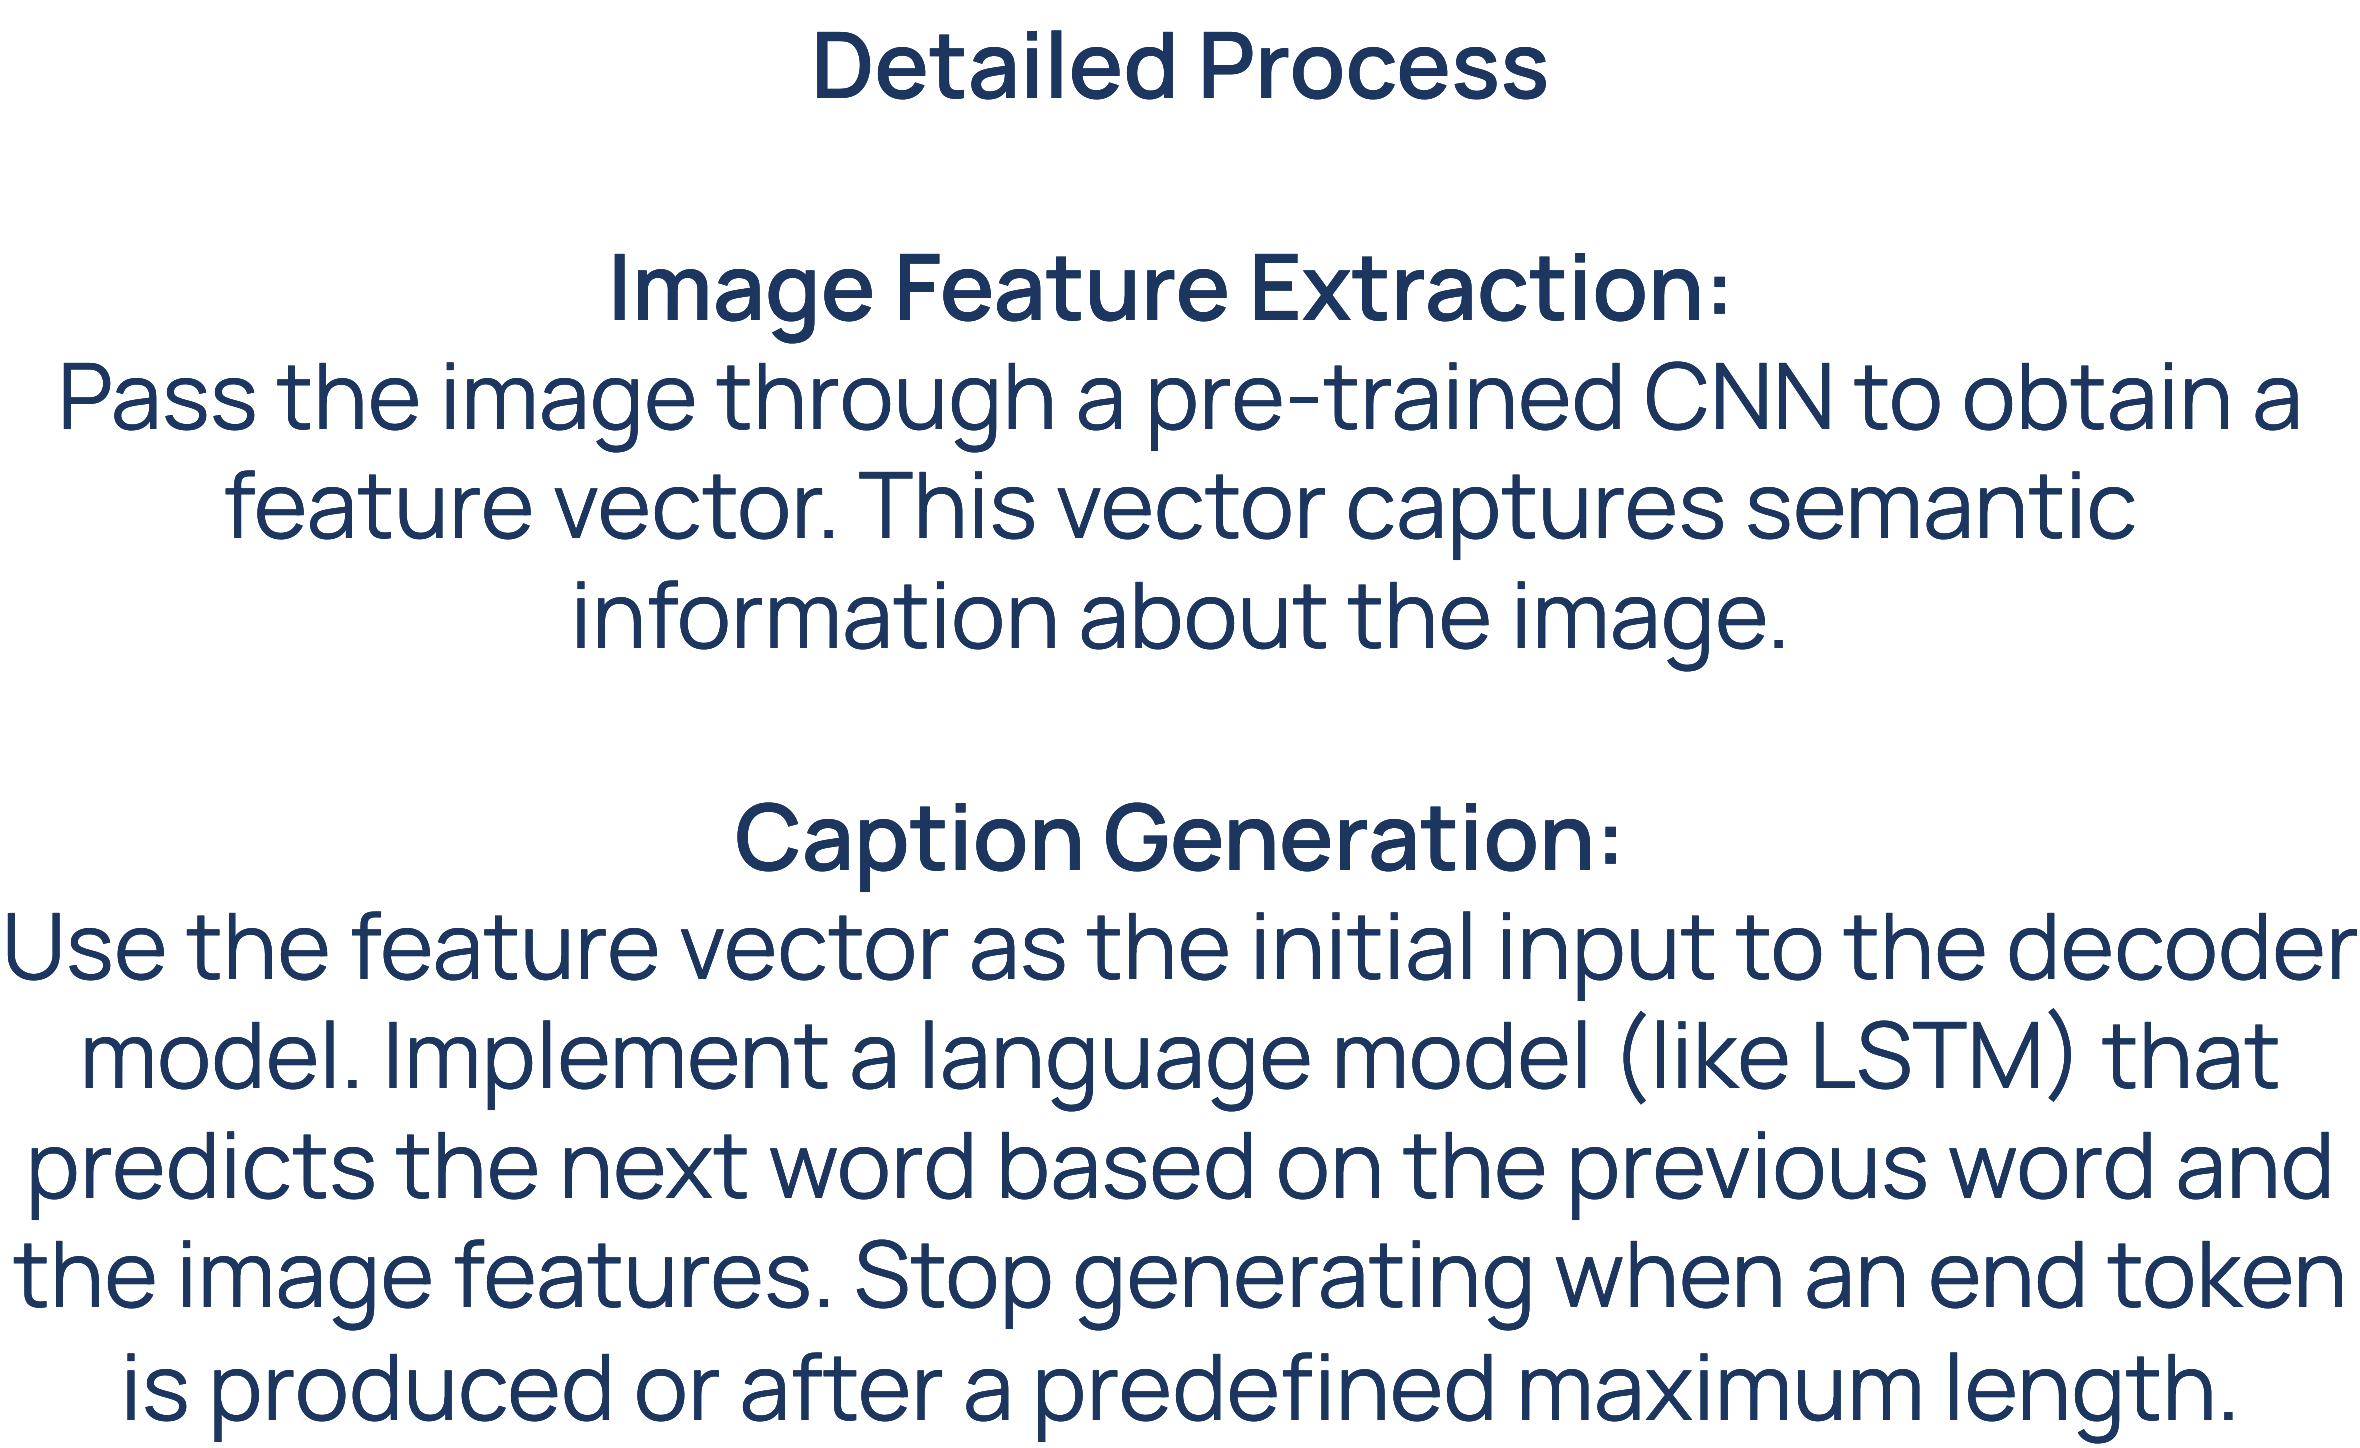 Detailed Process
Image Feature Extraction:
Pass the image through a pre-trained CNN to obtain a
feature vector. This vector captures semantic
information about the image.
Caption Generation:
Use the feature vector as the initial input to the decoder
model. Implement a language model (like LSTM) that
predicts the next word based on the previous word and
the image features. Stop generating when an end token
is produced or after a predefined maximum length.